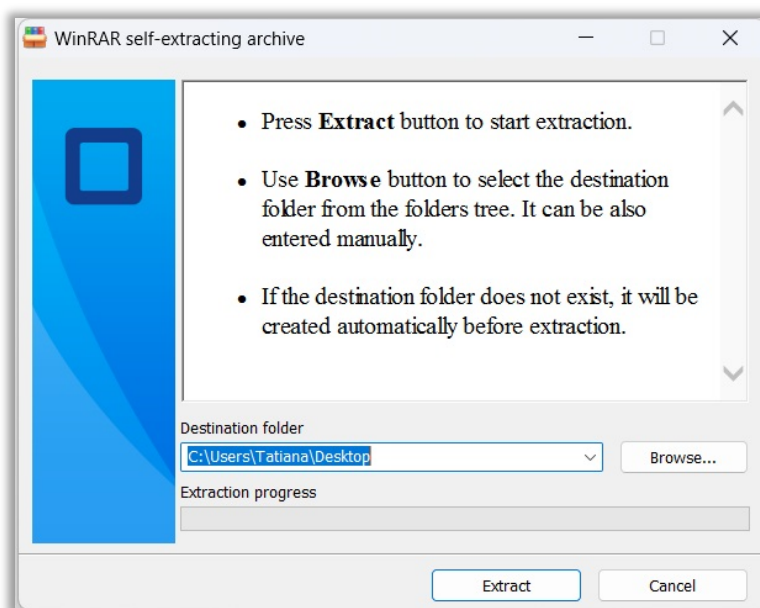 WinRAR self-extracting archive
• Press Extract button to start extraction.
• Use Browse button to select the destination
folder from the folders tree. It can be also
entered manually.
• If the destination folder does not exist, it will be
created automatically before extraction.
Destination folder
C:\Users\Tatiana\Desktop
Browse...
Extraction progress
Extract
Cancel